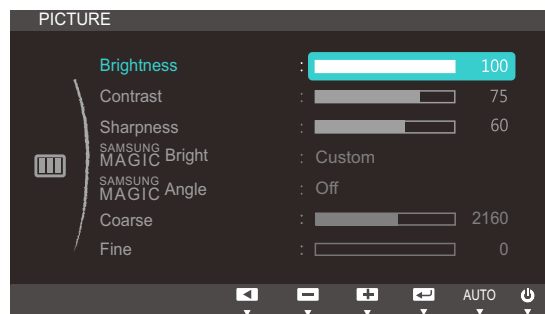 PICTURE
Brightness : 100
Contrast : 75
Sharpness : 60
SAMSUNG MAGIC Bright : Custom
SAMSUNG MAGIC Angle : Off
Coarse : 2160
Fine : 0
AUTO